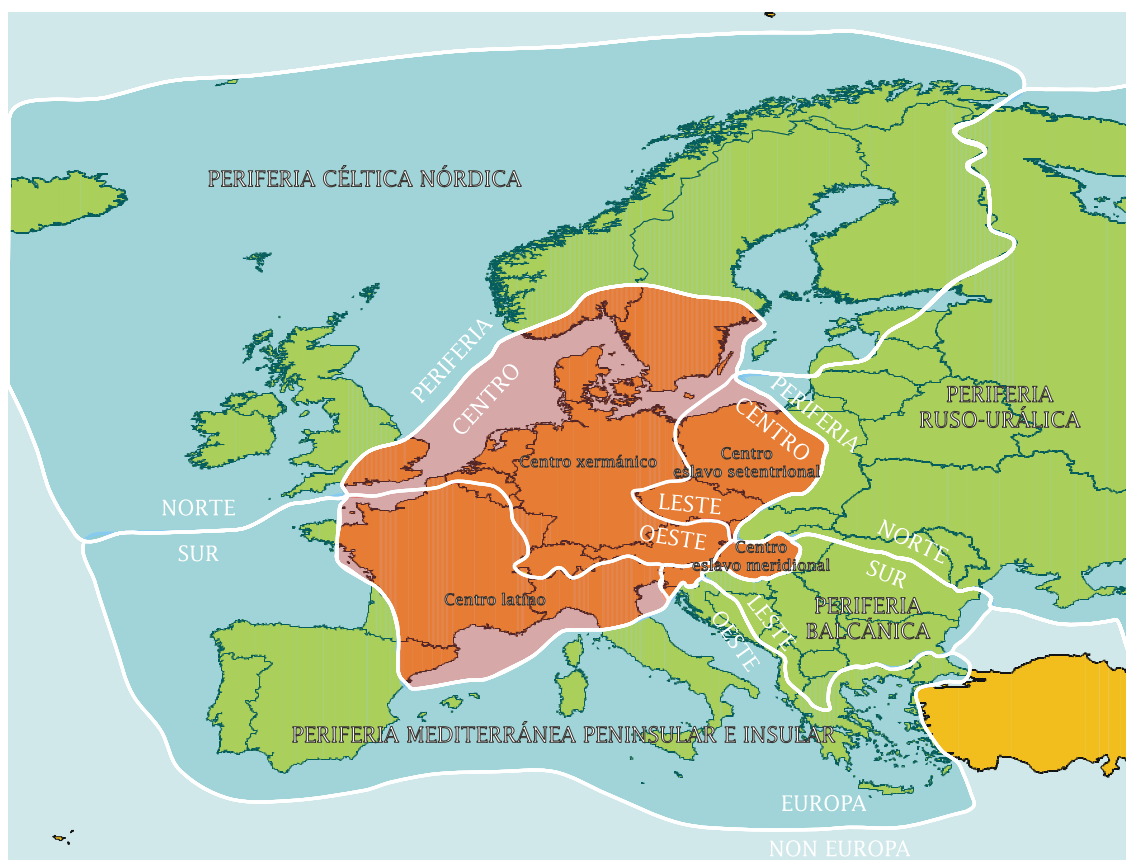 PERIFERIA CÉLTICA NÓRDICA
PERIFERIA
CENTRO
PERIFERIA
CENTRO
PERIFERIA
RUSO-URÁLICA
Centro xermánico
Centro
eslavo setentrional
NORTE
SUR
LESTE
OESTE
Centro
eslavo meridional
NORTE
SUR
Centro latino
LESTE
OESTE
PERIFERIA
BALCÁNICA
PERIFERIA MEDITERRÁNEA PENINSULAR E INSULAR
EUROPA
NON EUROPA